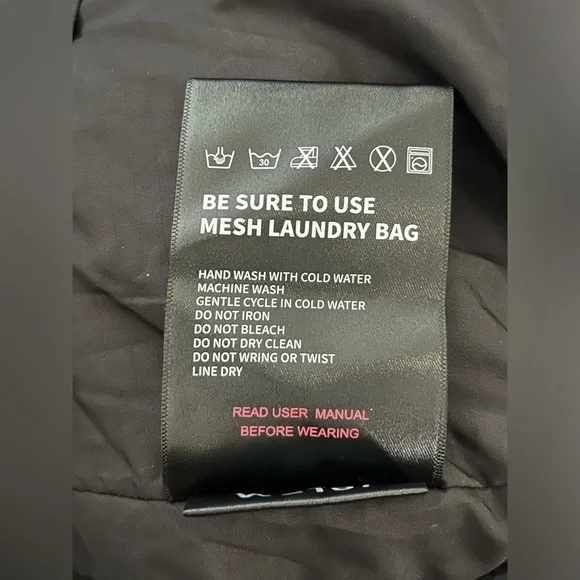 30
BE SURE TO USE
MESH LAUNDRY BAG
HAND WASH WITH COLD WATER
MACHINE WASH
GENTLE CYCLE IN COLD WATER
DO NOT IRON
DO NOT BLEACH
DO NOT DRY CLEAN
DO NOT WRING OR TWIST
LINE DRY
READ USER MANUAL
BEFORE WEARING